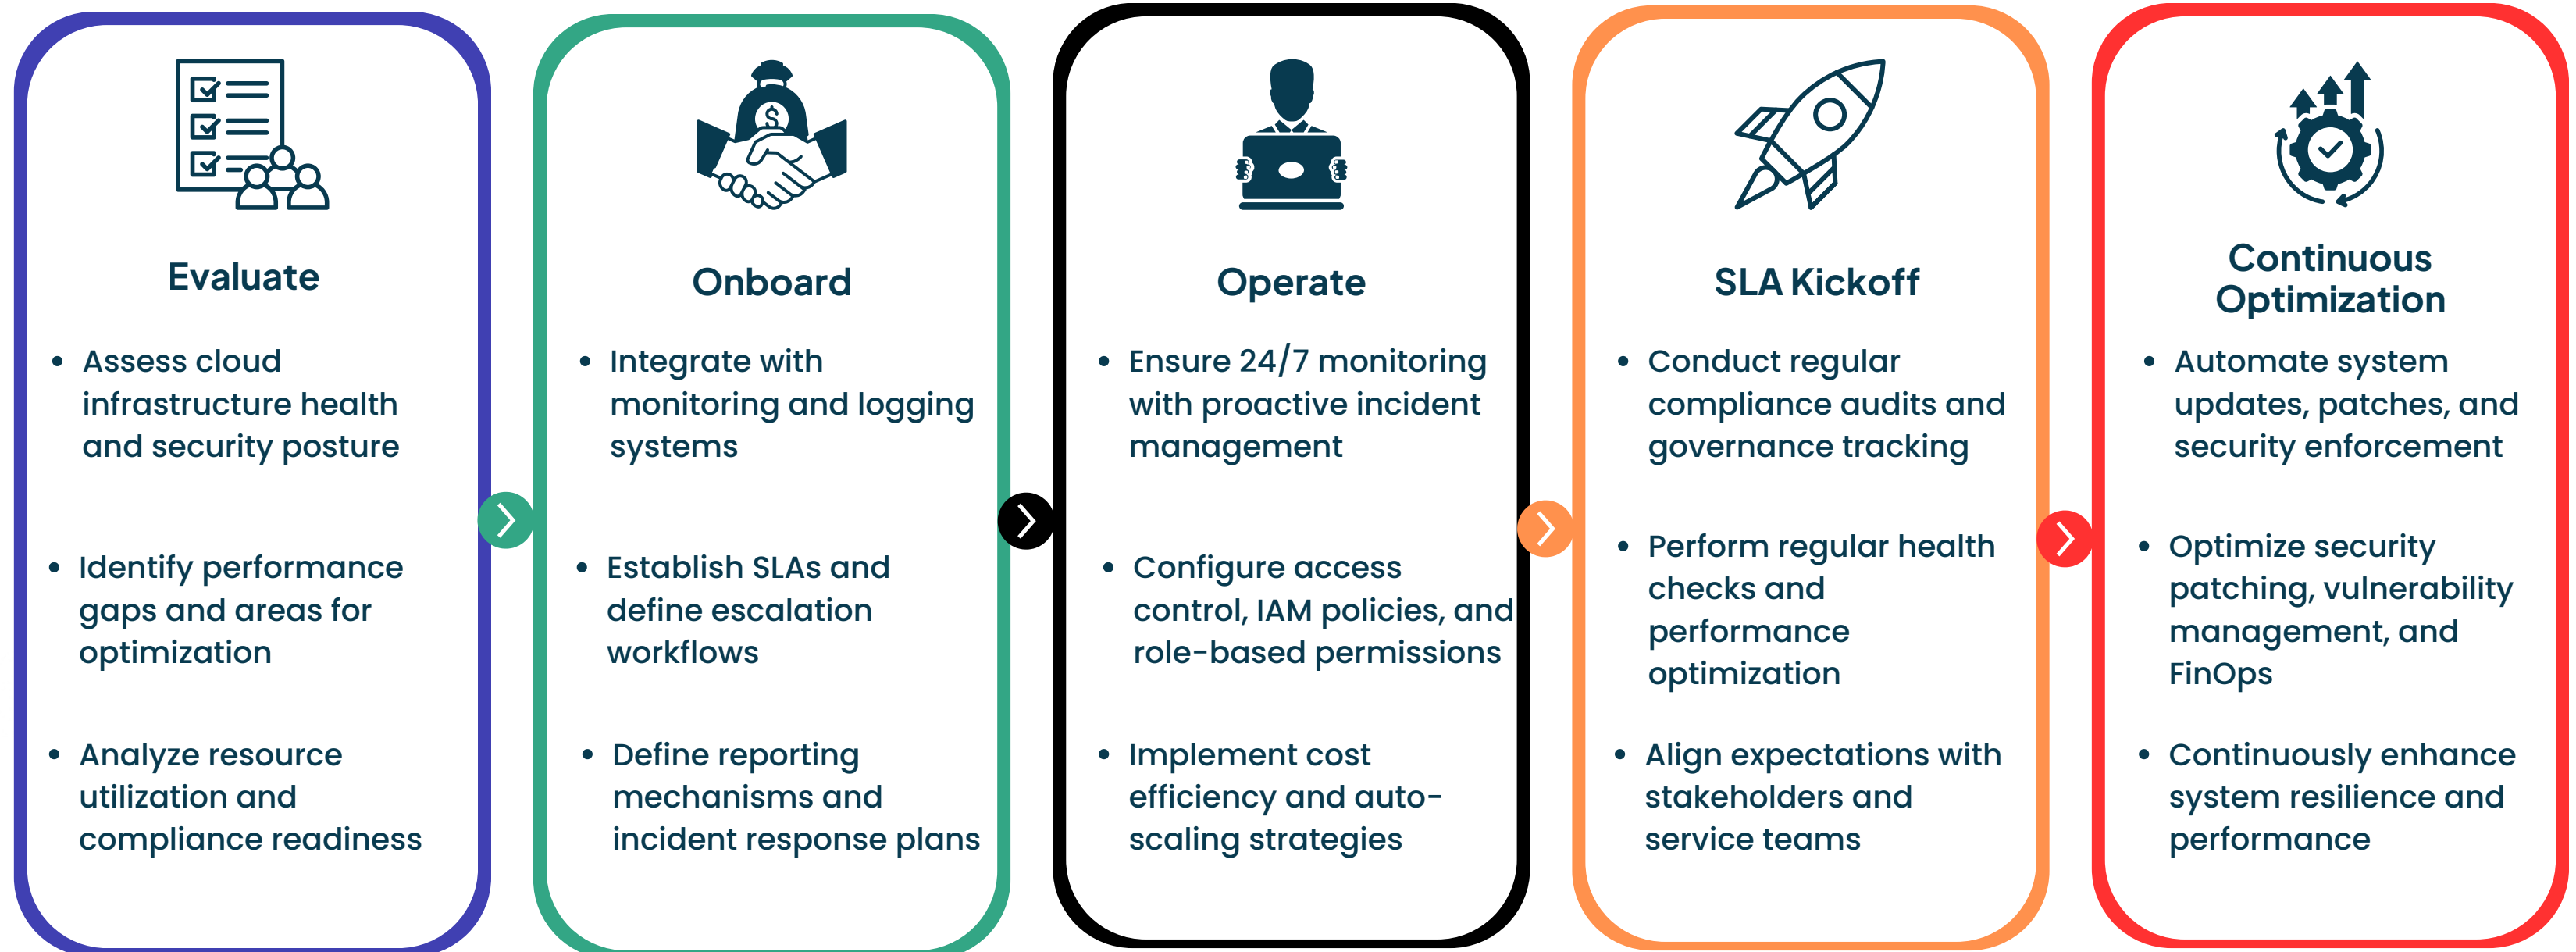 Evaluate
• Assess cloud
infrastructure health
and security posture
• Identify performance
gaps and areas for
optimization
• Analyze resource
utilization and
compliance readiness
$
Onboard
• Integrate with
monitoring and logging
systems
• Establish SLAs and
define escalation
workflows
• Define reporting
mechanisms and
incident response plans
Operate
• Ensure 24/7 monitoring
with proactive incident
management
• Configure access
control, IAM policies, and
role-based permissions
• Implement cost
efficiency and auto-
scaling strategies
SLA Kickoff
• Conduct regular
compliance audits and
governance tracking
• Perform regular health
checks and
performance
optimization
• Align expectations with
stakeholders and
service teams
Continuous
Optimization
• Automate system
updates, patches, and
security enforcement
• Optimize security
patching, vulnerability
management, and
FinOps
• Continuously enhance
system resilience and
performance